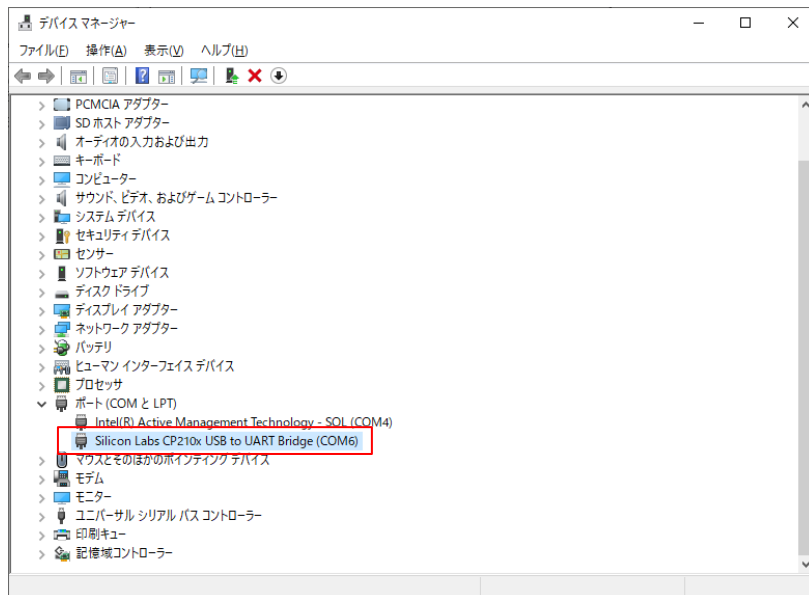 デバイス マネージャー
ファイル(F) 操作(A) 表示(V) ヘルプ(H)
PCMCIA アダプター
SD ホスト アダプター
オーディオの入力および出力
キーボード
コンピューター
サウンド、ビデオ、およびゲーム コントローラー
システム デバイス
セキュリティ デバイス
センサー
ソフトウェア デバイス
ディスク ドライブ
ディスプレイ アダプター
ネットワーク アダプター
バッテリ
ヒューマン インターフェイス デバイス
プロセッサ
ポート (COM と LPT)
Intel(R) Active Management Technology - SOL (COM4)
Silicon Labs CP210x USB to UART Bridge (COM6)
マウスとそのほかのポインティング デバイス
モデム
モニター
ユニバーサル シリアル バス コントローラー
印刷キュー
記憶域コントローラー